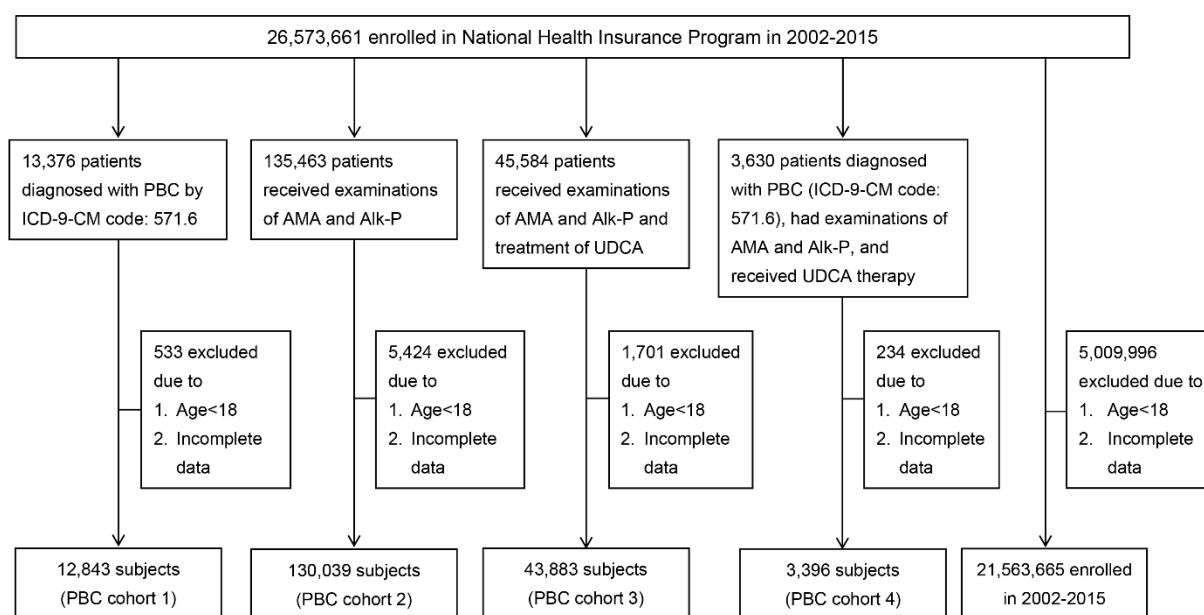 26,573,661 enrolled in National Health Insurance Program in 2002-2015
13,376 patients
diagnosed with PBC by
ICD-9-CM code: 571.6
135,463 patients
received examinations
of AMA and Alk-P
45,584 patients
received examinations
of AMA and Alk-P and
treatment of UDCA
3,630 patients diagnosed
with PBC (ICD-9-CM code:
571.6), had examinations of
AMA and Alk-P, and
received UDCA therapy
533 excluded
due to
1. Age<18
2. Incomplete
data
5,424 excluded
due to
1. Age<18
2. Incomplete
data
1,701 excluded
due to
1. Age<18
2. Incomplete
data
234 excluded
due to
1. Age<18
2. Incomplete
data
5,009,996
excluded due to
1. Age<18
2. Incomplete
data
12,843 subjects
(PBC cohort 1)
130,039 subjects
(PBC cohort 2)
43,883 subjects
(PBC cohort 3)
3,396 subjects
(PBC cohort 4)
21,563,665 enrolled
in 2002-2015